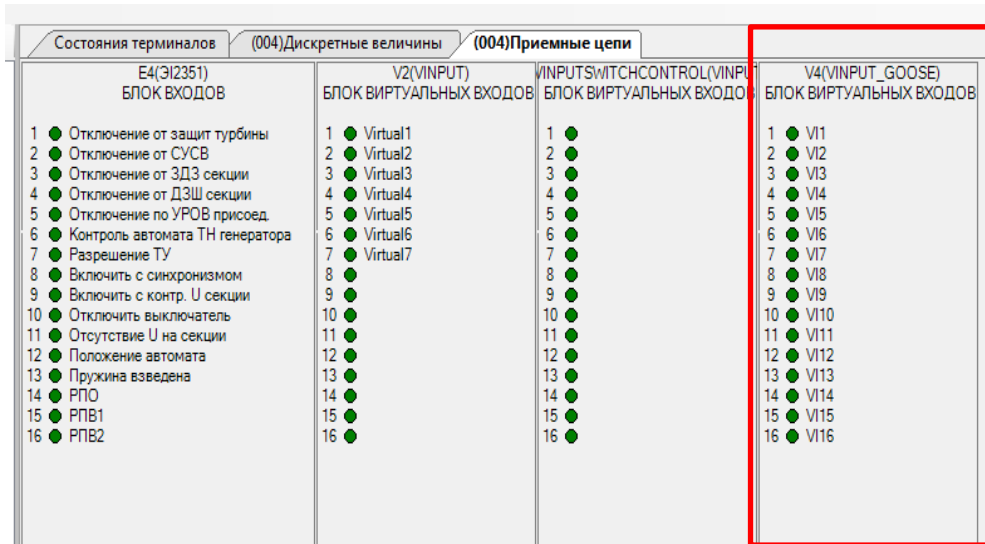 Состояния терминалов
(004)Дискретные величины
(004)Приемные цепи
E4(ЭI2351)
БЛОК ВХОДОВ
1 Отключение от защит турбины
2 Отключение от СУСВ
3 Отключение от ЗДЗ секции
4 Отключение от ДЗШ секции
5 Отключение по УРОВ присоед.
6 Контроль автомата ТН генератора
7 Разрешение ТУ
8 Включить с синхронизмом
9 Включить с контр. U секции
10 Отключить выключатель
11 Отсутствие U на секции
12 Положение автомата
13 Пружина взведена
14 РПО
15 РПВ1
16 РПВ2
V2(VINPUT)
БЛОК ВИРТУАЛЬНЫХ ВХОДОВ
1 Virtual1
2 Virtual2
3 Virtual3
4 Virtual4
5 Virtual5
6 Virtual6
7 Virtual7
8
9
10
11
12
13
14
15
16
VINPUTSWITCHCONTROL(VINPUT
БЛОК ВИРТУАЛЬНЫХ ВХОДОВ
1
2
3
4
5
6
7
8
9
10
11
12
13
14
15
16
V4(VINPUT_GOOSE)
БЛОК ВИРТУАЛЬНЫХ ВХОДОВ
1 VI1
2 VI2
3 VI3
4 VI4
5 VI5
6 VI6
7 VI7
8 VI8
9 VI9
10 VI10
11 VI11
12 VI12
13 VI13
14 VI14
15 VI15
16 VI16